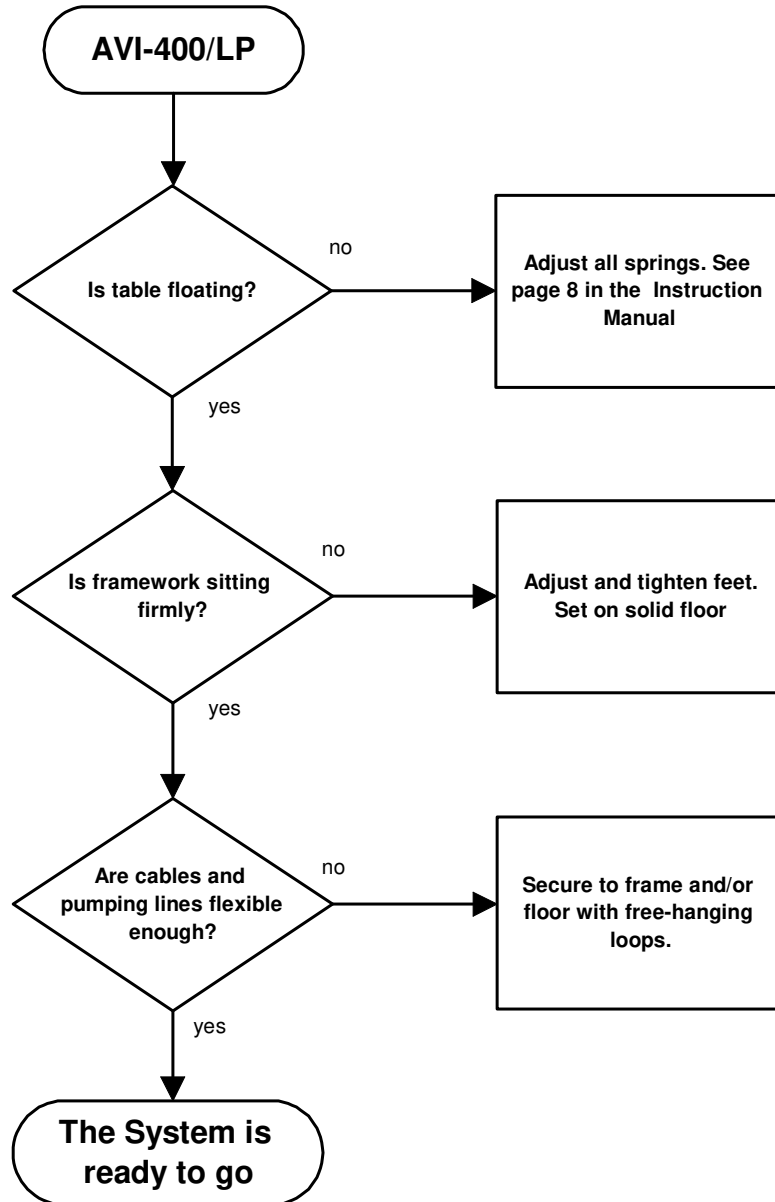 AVI-400/LP
Is table floating?
no
Adjust all springs. See
page 8 in the Instruction
Manual
yes
Is framework sitting
firmly?
no
Adjust and tighten feet.
Set on solid floor
yes
Are cables and
pumping lines flexible
enough?
no
Secure to frame and/or
floor with free-hanging
loops.
yes
The System is
ready to go